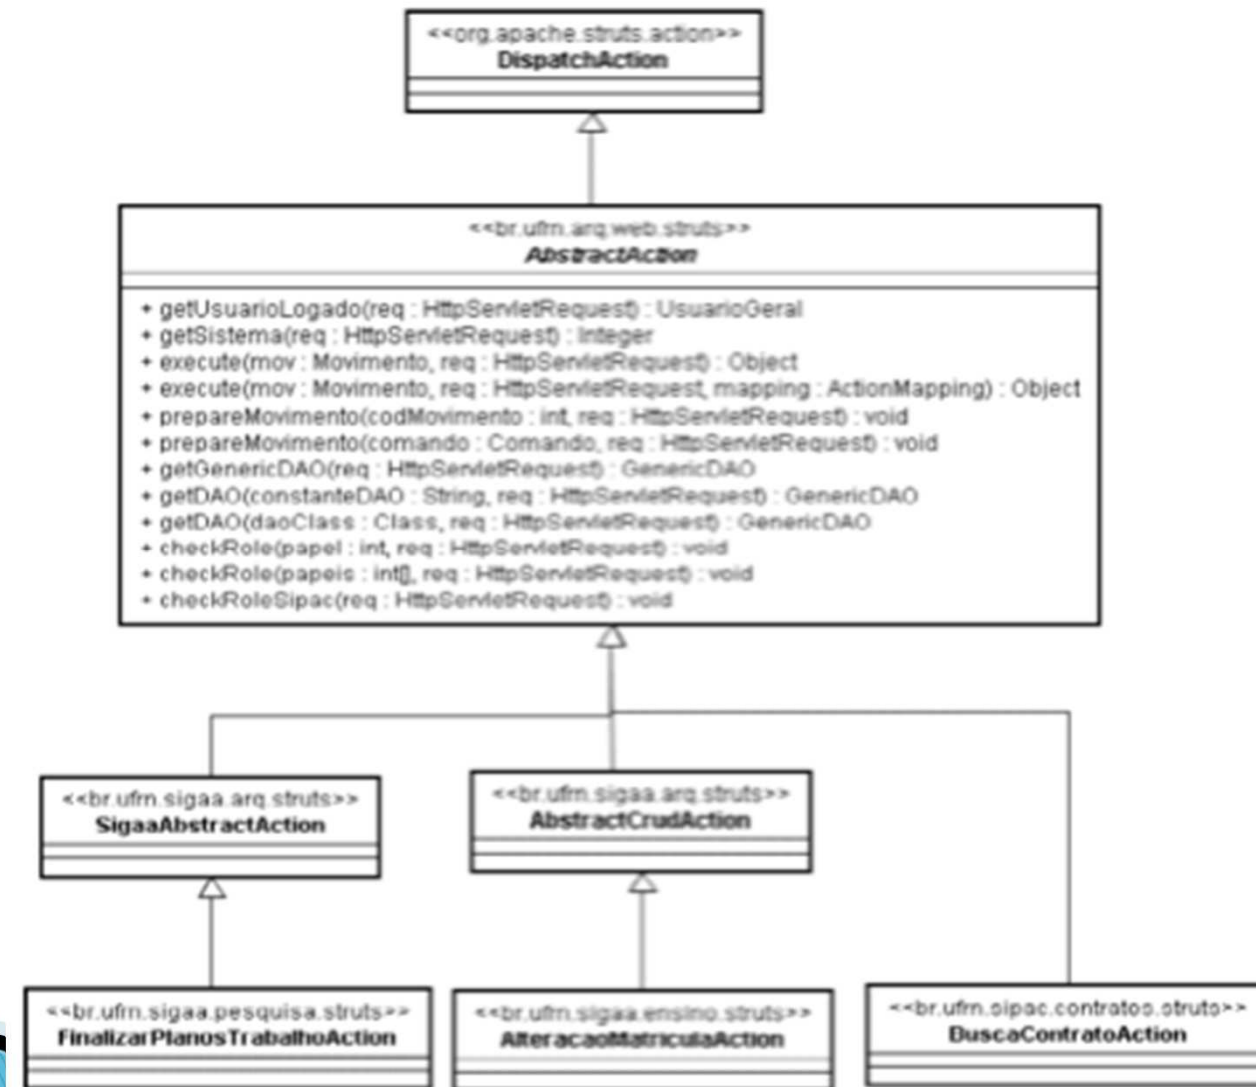 <<org.apache.struts.action>>
DispatchAction
<<br.ufrn.arq.web.struts>>
AbstractAction
+ getUsuarioLogado(req : HttpServletRequest) : UsuarioGeral
+ getSistema(req : HttpServletRequest) : Integer
+ execute(mov : Movimento, req : HttpServletRequest) : Object
+ execute(mov : Movimento, req : HttpServletRequest, mapping : ActionMapping) : Object
+ prepareMovimento(codMovimento : int, req : HttpServletRequest) : void
+ prepareMovimento(comando : Comando, req : HttpServletRequest) : void
+ getGenericDAO(req : HttpServletRequest) : GenericDAO
+ getDAO(constanteDAO : String, req : HttpServletRequest) : GenericDAO
+ getDAO(daoClass : Class, req : HttpServletRequest) : GenericDAO
+ checkRole(papel : int, req : HttpServletRequest) : void
+ checkRole(papeis : int[], req : HttpServletRequest) : void
+ checkRoleSipac(req : HttpServletRequest) : void
<<br.ufrn.sigaa.arq.struts>>
SigaaAbstractAction
<<br.ufrn.sigaa.arq.struts>>
AbstractCrudAction
<<br.ufrn.sigaa.pesquisa.struts>>
FinalizarPlanosTrabalhoAction
<<br.ufrn.sigaa.ensino.struts>>
AlteracaoMatriculaAction
<<br.ufrn.sipac.contratos.struts>>
BuscaContratoAction